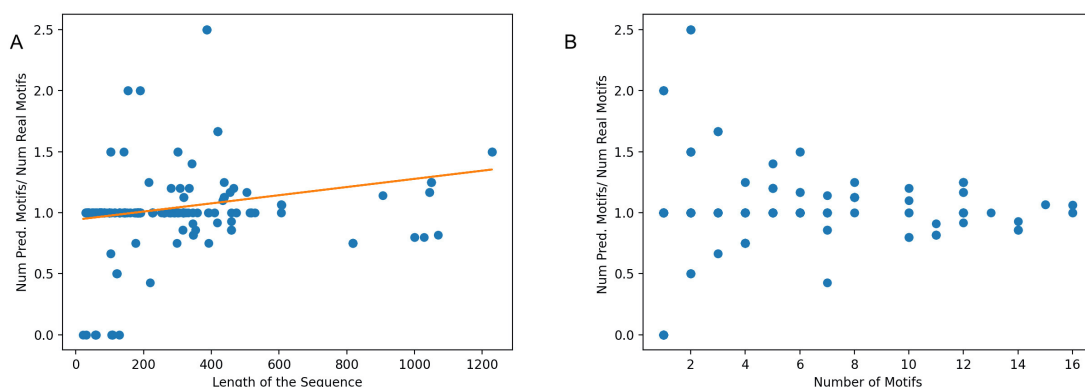 A
Num Pred. Motifs/ Num Real Motifs
2.5
2.0
1.5
1.0
0.5
0.0
0 200 400 600 800 1000 1200
Length of the Sequence
B
Num Pred. Motifs/ Num Real Motifs
2.5
2.0
1.5
1.0
0.5
0.0
2 4 6 8 10 12 14 16
Number of Motifs